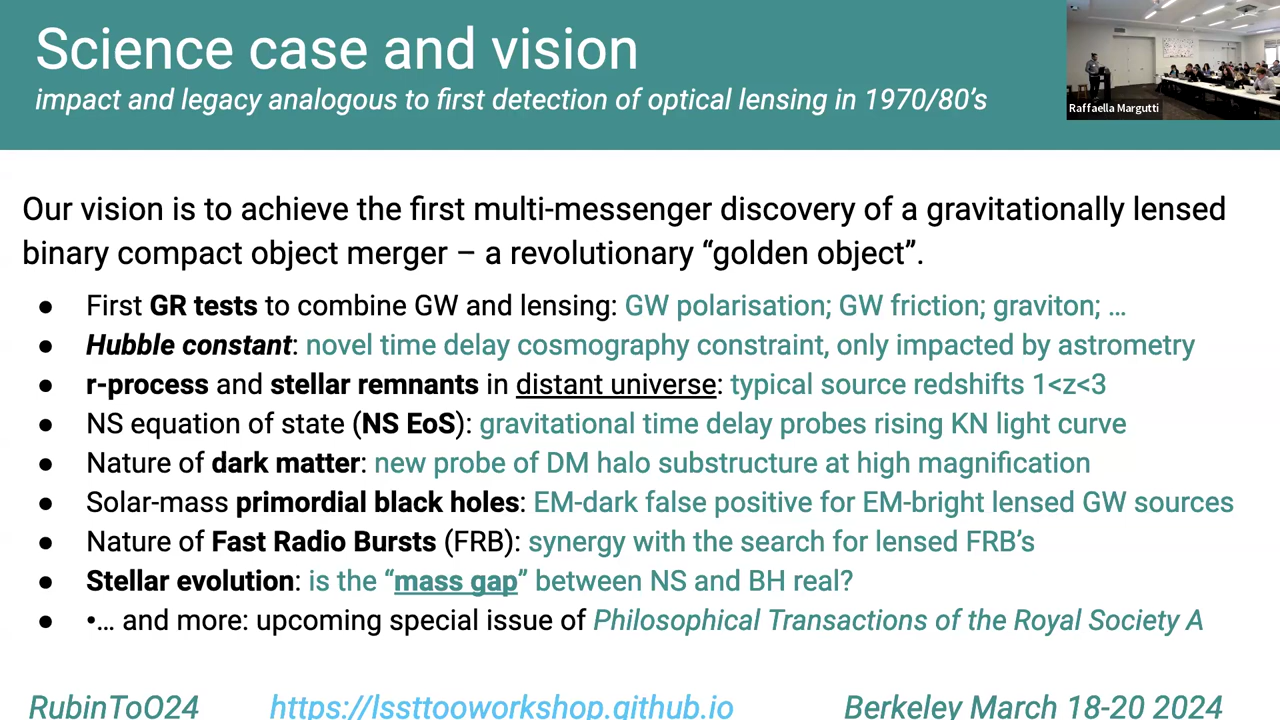 Science case and vision
impact and legacy analogous to first detection of optical lensing in 1970/80’s
Raffaella Margutti
Our vision is to achieve the first multi-messenger discovery of a gravitationally lensed
binary compact object merger – a revolutionary “golden object”.
● First GR tests to combine GW and lensing: GW polarisation; GW friction; graviton; …
● Hubble constant: novel time delay cosmography constraint, only impacted by astrometry
● r-process and stellar remnants in distant universe: typical source redshifts 1<z<3
● NS equation of state (NS EoS): gravitational time delay probes rising KN light curve
● Nature of dark matter: new probe of DM halo substructure at high magnification
● Solar-mass primordial black holes: EM-dark false positive for EM-bright lensed GW sources
● Nature of Fast Radio Bursts (FRB): synergy with the search for lensed FRB’s
● Stellar evolution: is the “mass gap” between NS and BH real?
● •… and more: upcoming special issue of Philosophical Transactions of the Royal Society A
RubinToO24 https://lssttooworkshop.github.io Berkeley March 18-20 2024